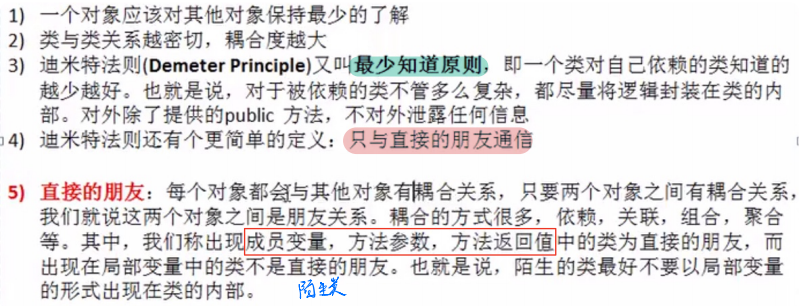 1) 一个对象应该对其他对象保持最少的了解
2) 类与类关系越密切，耦合度越大
3) 迪米特法则(Demeter Principle)又叫最少知道原则，即一个类对自己依赖的类知道的
越少越好。也就是说，对于被依赖的类不管多么复杂，都尽量将逻辑封装在类的内
部。对外除了提供的public 方法，不对外泄露任何信息
4) 迪米特法则还有个更简单的定义：只与直接的朋友通信
5) 直接的朋友：每个对象都会与其他对象有耦合关系，只要两个对象之间有耦合关系，
我们就说这两个对象之间是朋友关系。耦合的方式很多，依赖，关联，组合，聚合
等。其中，我们称出现成员变量，方法参数，方法返回值中的类为直接的朋友，而
出现在局部变量中的类不是直接的朋友。也就是说，陌生的类最好不要以局部变量
的形式出现在类的内部。
陌生类